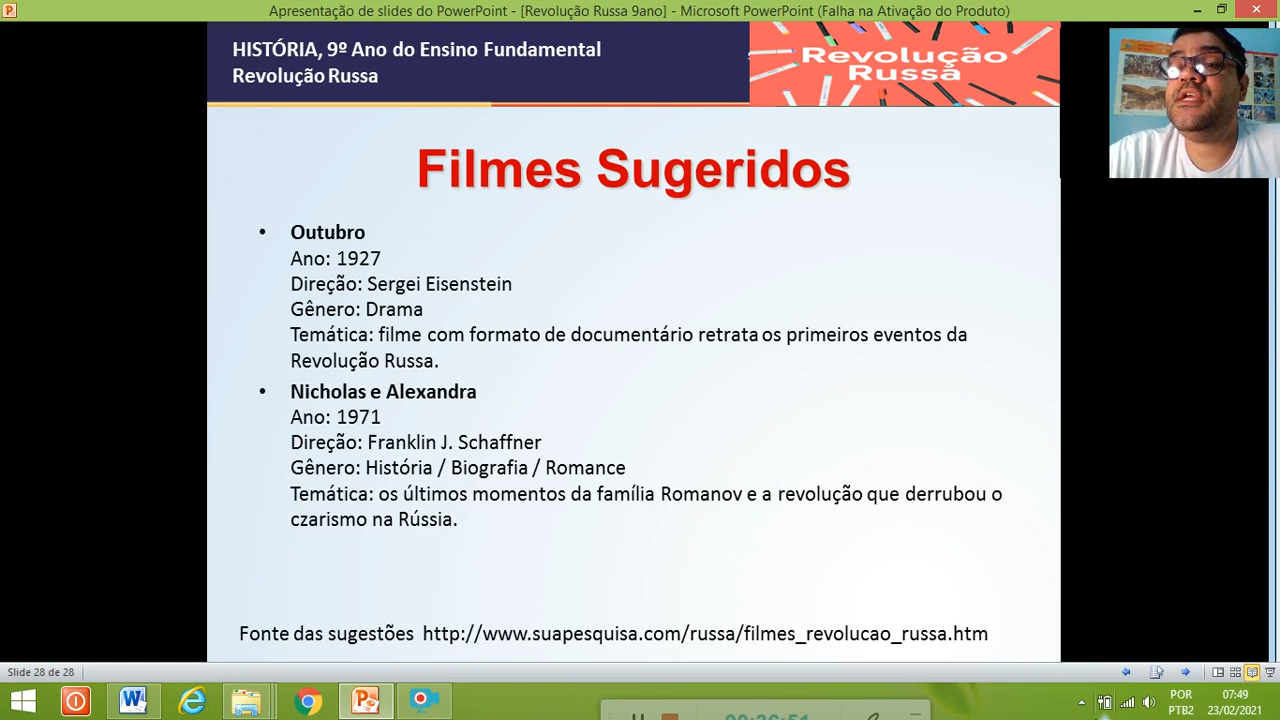 Apresentação de slides do PowerPoint - [Revolução Russa 9ano] - Microsoft PowerPoint (Falha na Ativação do Produto)
HISTÓRIA, 9º Ano do Ensino Fundamental
Revolução Russa
Revolução
Russa
Filmes Sugeridos
• Outubro
Ano: 1927
Direção: Sergei Eisenstein
Gênero: Drama
Temática: filme com formato de documentário retrata os primeiros eventos da
Revolução Russa.
• Nicholas e Alexandra
Ano: 1971
Direção: Franklin J. Schaffner
Gênero: História / Biografia / Romance
Temática: os últimos momentos da família Romanov e a revolução que derrubou o
czarismo na Rússia.
Fonte das sugestões http://www.suapesquisa.com/russa/filmes_revolucao_russa.htm
Slide 28 de 28
POR
PTB2
07:49
23/02/2021